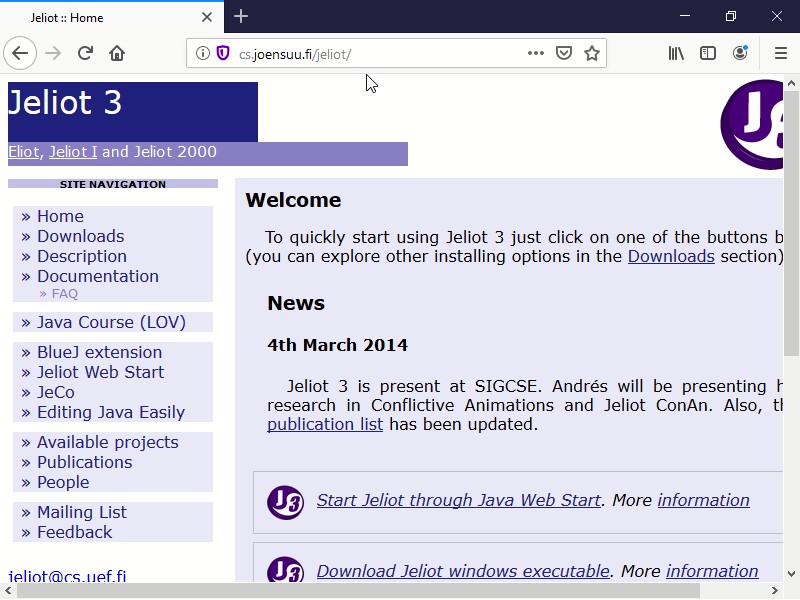 Jeliot :: Home
cs.joensuu.fi/jeliot/
Jeliot 3
Eliot, Jeliot I and Jeliot 2000
SITE NAVIGATION
» Home
» Downloads
» Description
» Documentation
» FAQ
» Java Course (LOV)
» BlueJ extension
» Jeliot Web Start
» JeCo
» Editing Java Easily
» Available projects
» Publications
» People
» Mailing List
» Feedback
jeliot@cs.uef.fi
Welcome
To quickly start using Jeliot 3 just click on one of the buttons
(you can explore other installing options in the Downloads section)
News
4th March 2014
Jeliot 3 is present at SIGCSE. Andrés will be presenting
research in Conflictive Animations and Jeliot ConAn. Also,
publication list has been updated.
J3
Start Jeliot through Java Web Start. More information
J3
Download Jeliot windows executable. More information